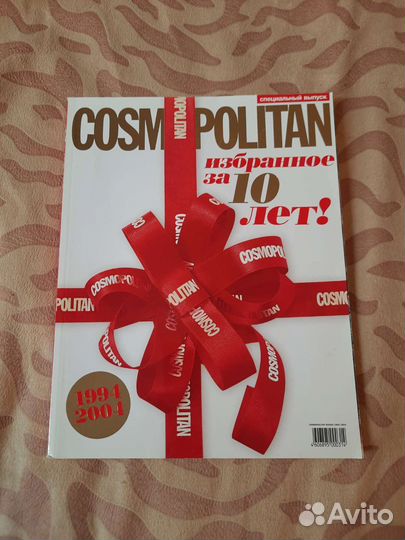 специальный выпуск
COSMOPOLITAN
избранное
за 10
лет!
COSMOPOLITAN
COSMOPOLITAN
COSMOPOLITAN
COSMOPOLITAN
COSMOPOLITAN
1994
2004
Avito